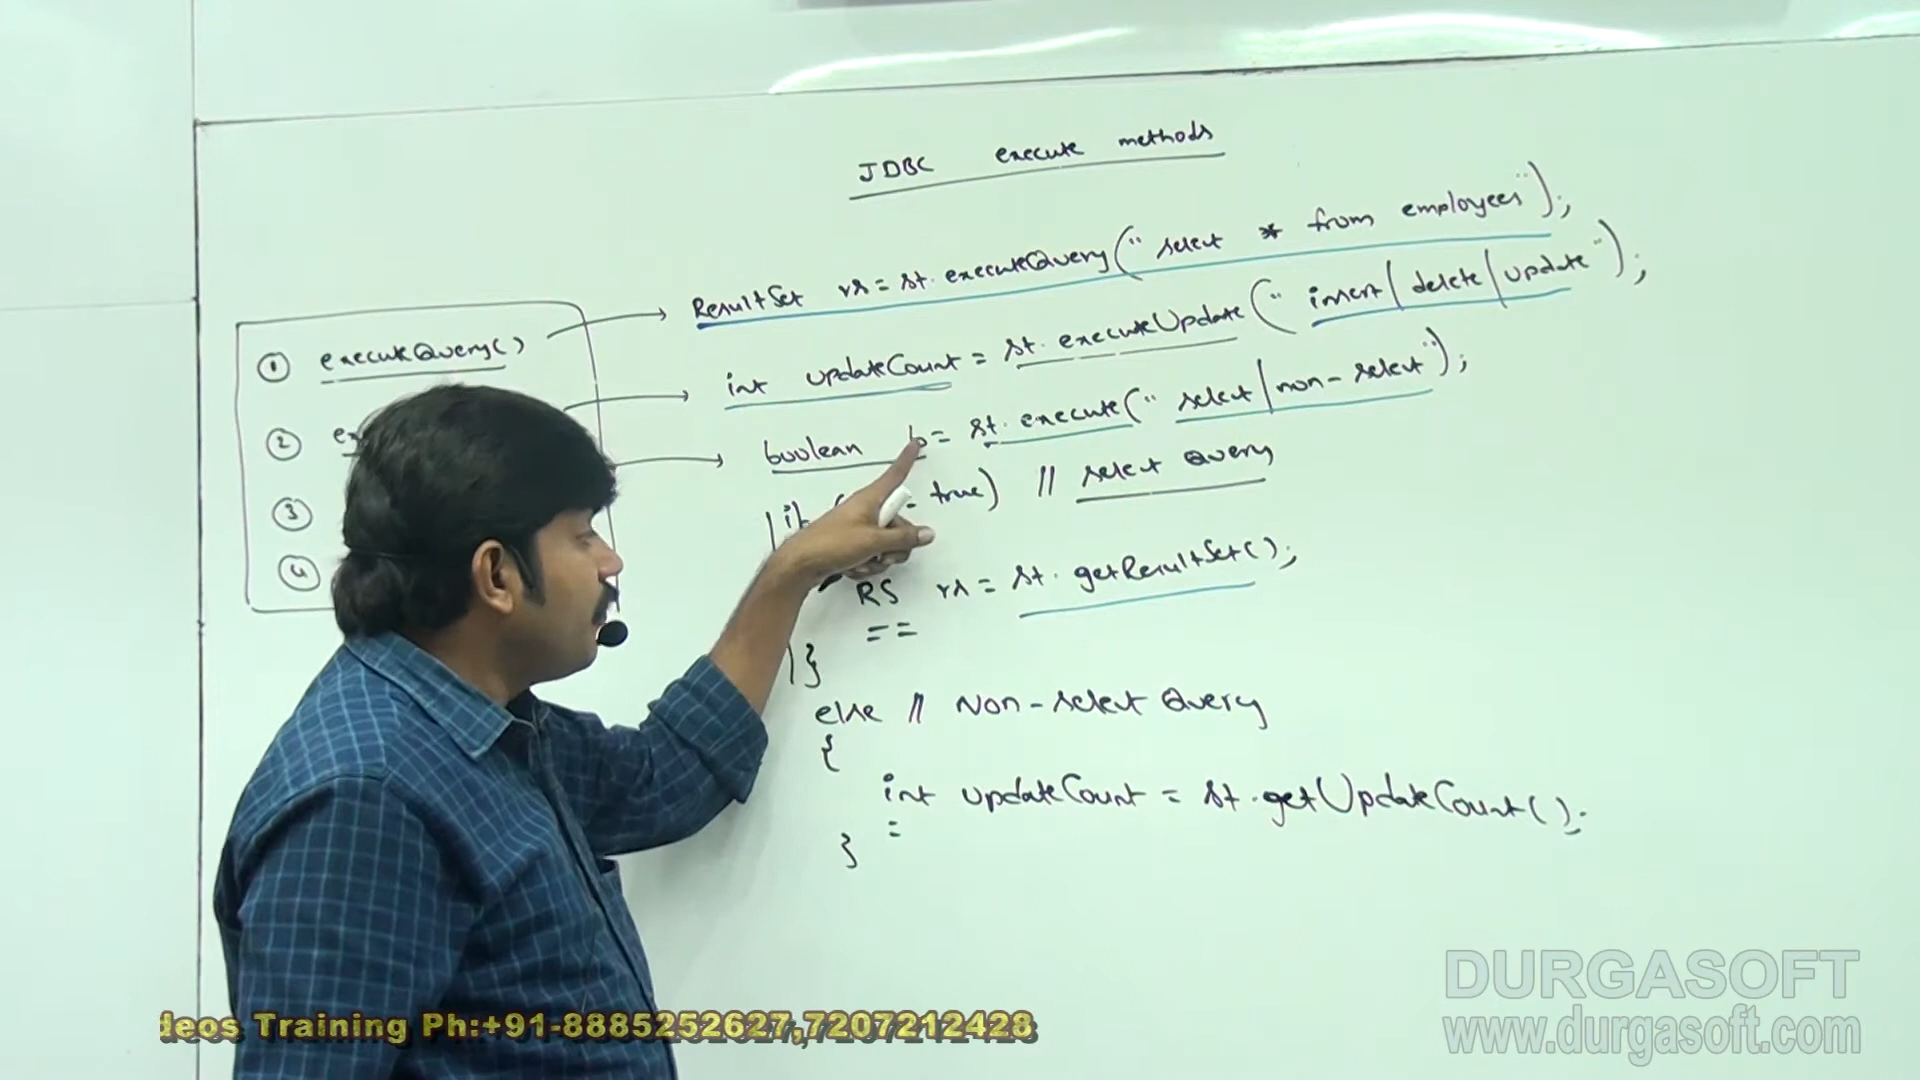 JDBC execute methods
① executeQuery()
②
③
④
ResultSet rs = st.executeQuery("select * from employees");
int updateCount = st.executeUpdate("insert/delete/update");
boolean b = st.execute("select/non-select");
true) // select Query
RS rs = st.getResultSet();
==
}
else // Non-select Query
{
int updateCount = st.getUpdateCount();
=
}
deos Training Ph:+91-8885252627,7207212428
DURGASOFT
www.durgasoft.com